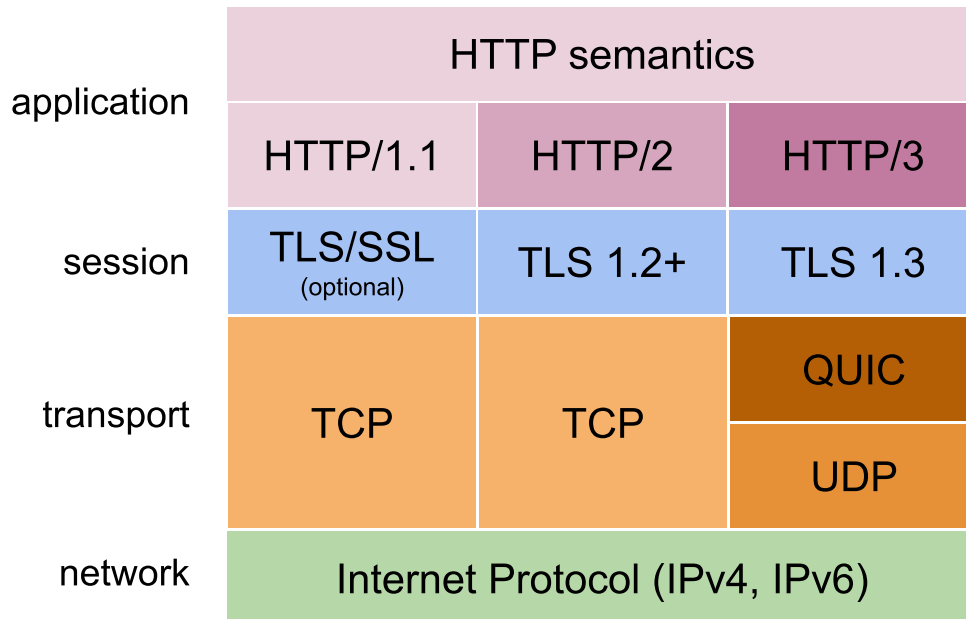 HTTP semantics
application
HTTP/1.1
HTTP/2
HTTP/3
session
TLS/SSL
(optional)
TLS 1.2+
TLS 1.3
transport
TCP
TCP
QUIC
UDP
network
Internet Protocol (IPv4, IPv6)